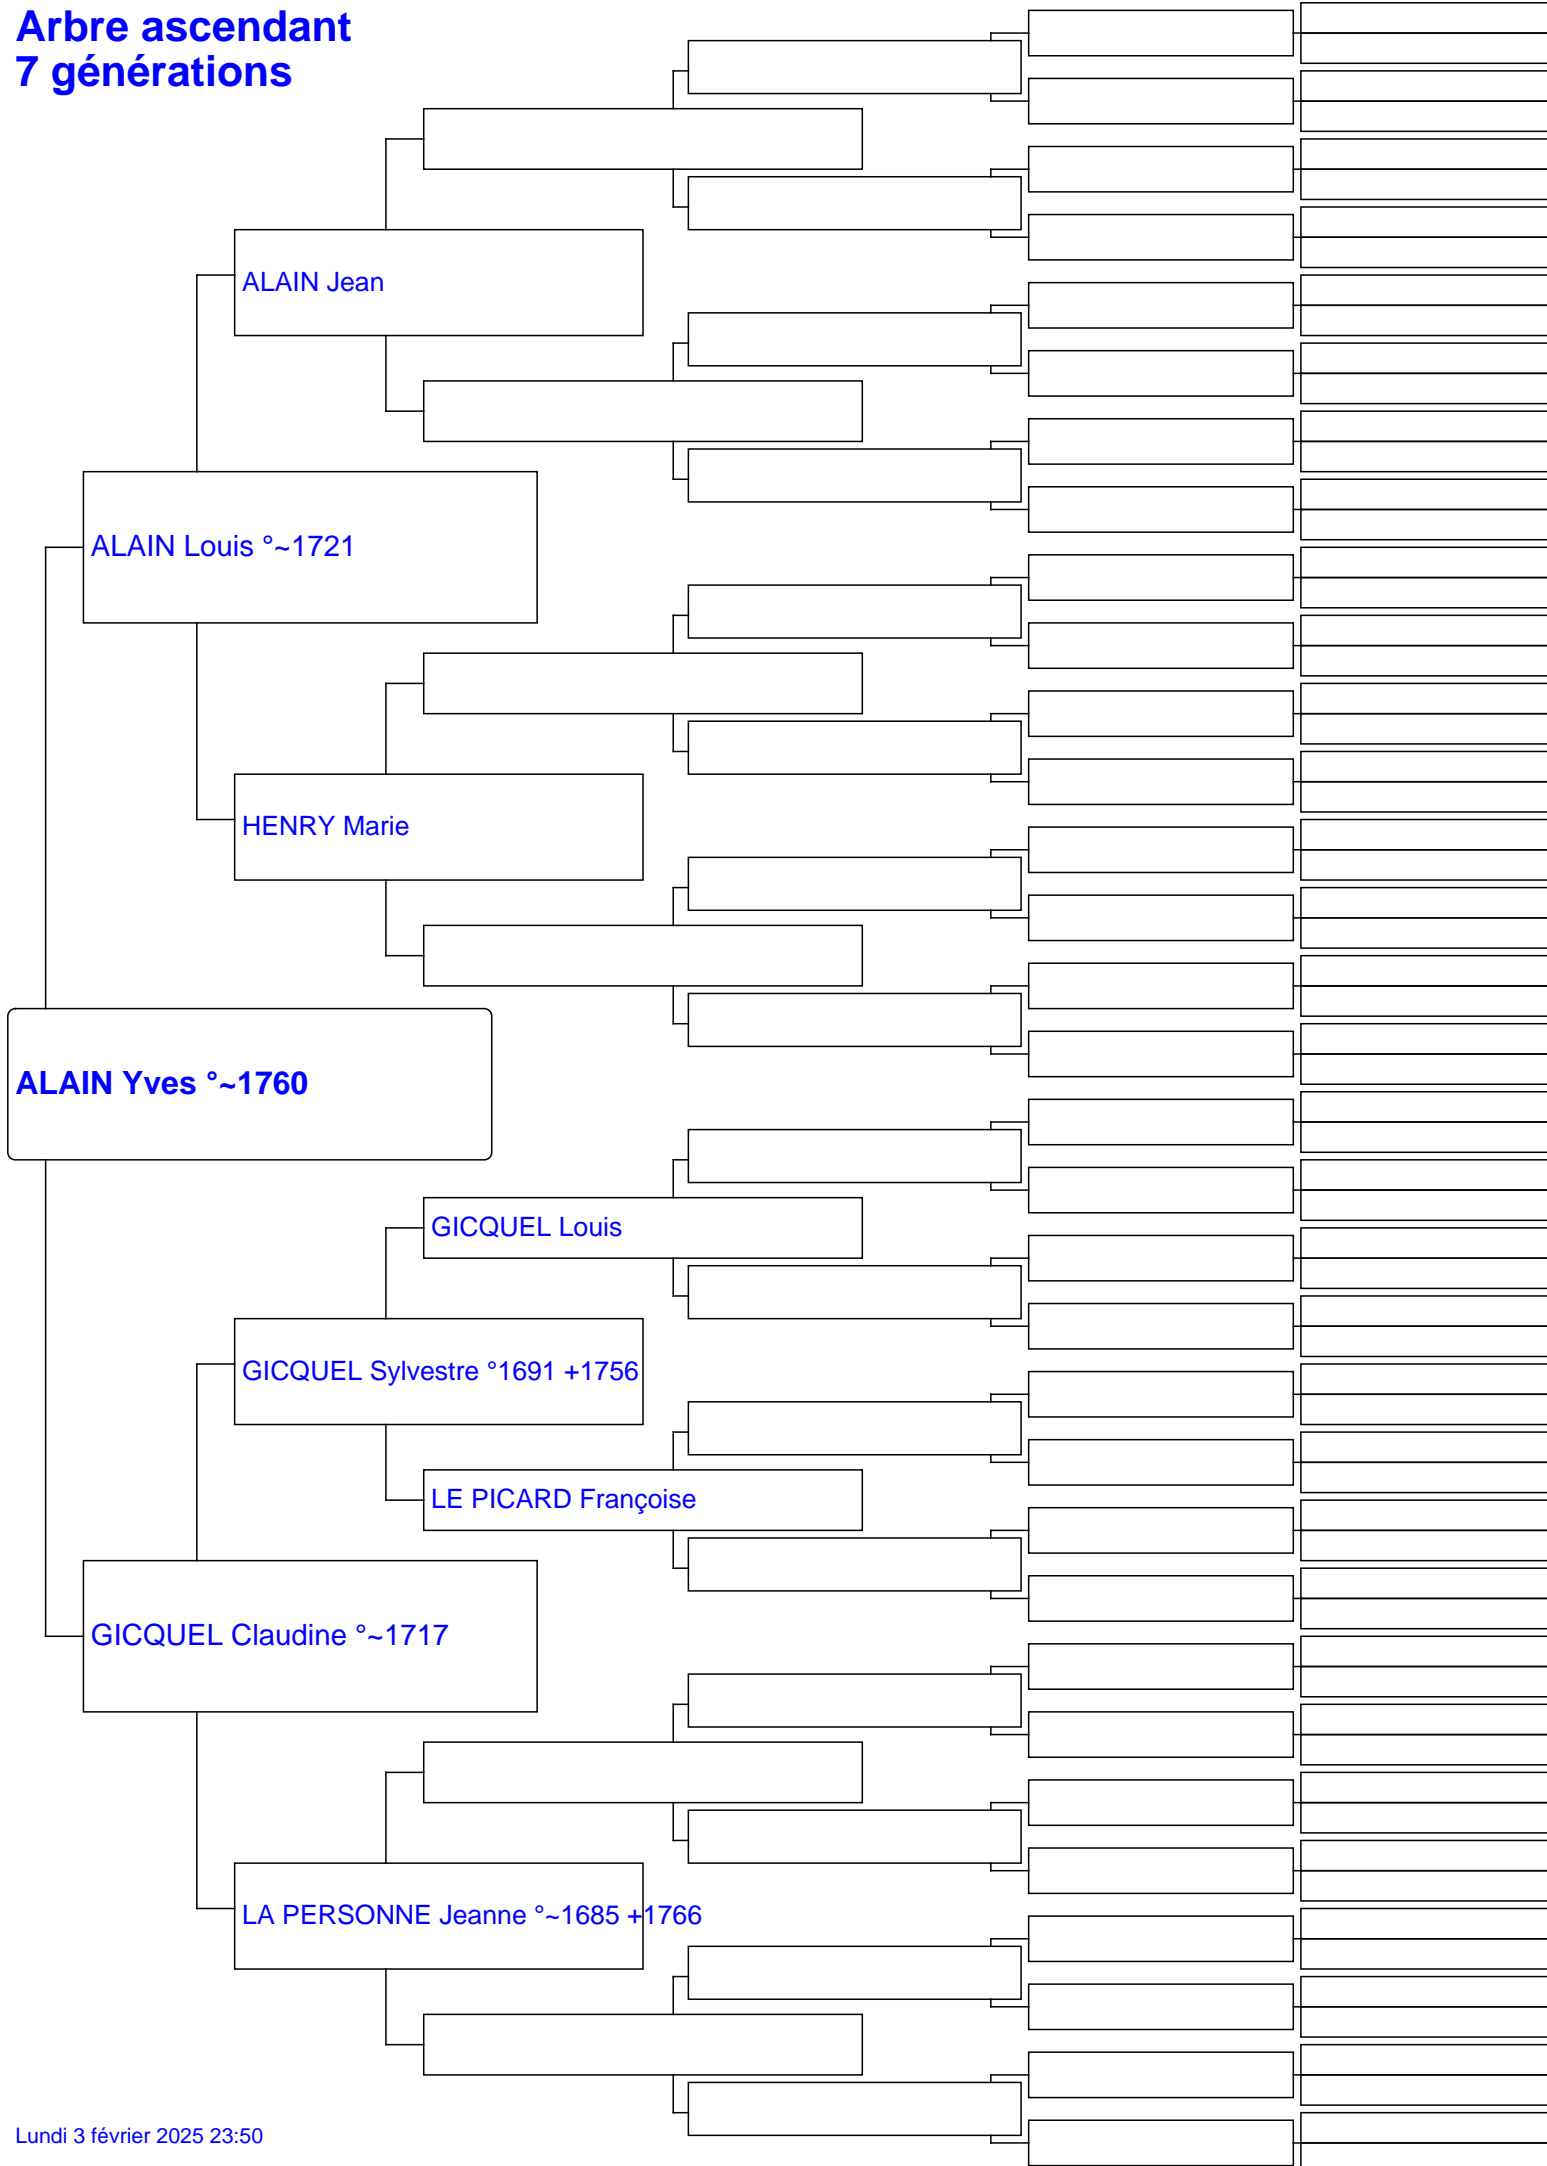 Arbre ascendant
7 générations
ALAIN Jean
ALAIN Louis °~1721
HENRY Marie
ALAIN Yves °~1760
GICQUEL Louis
GICQUEL Sylvestre °1691 +1756
LE PICARD Françoise
GICQUEL Claudine °~1717
LA PERSONNE Jeanne °~1685 +1766
Lundi 3 février 2025 23:50